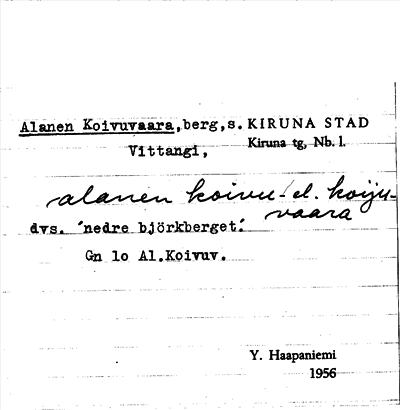 Alanen Koivuvaara, berg, s. KIRUNA STAD
Vittangi, Kiruna tg, Nb. l.
alanen koivu- el. koiju-
vaara
dvs. 'nedre björkberget'.
Gn lo Al.Koivuv.
Y. Haapaniemi
1956